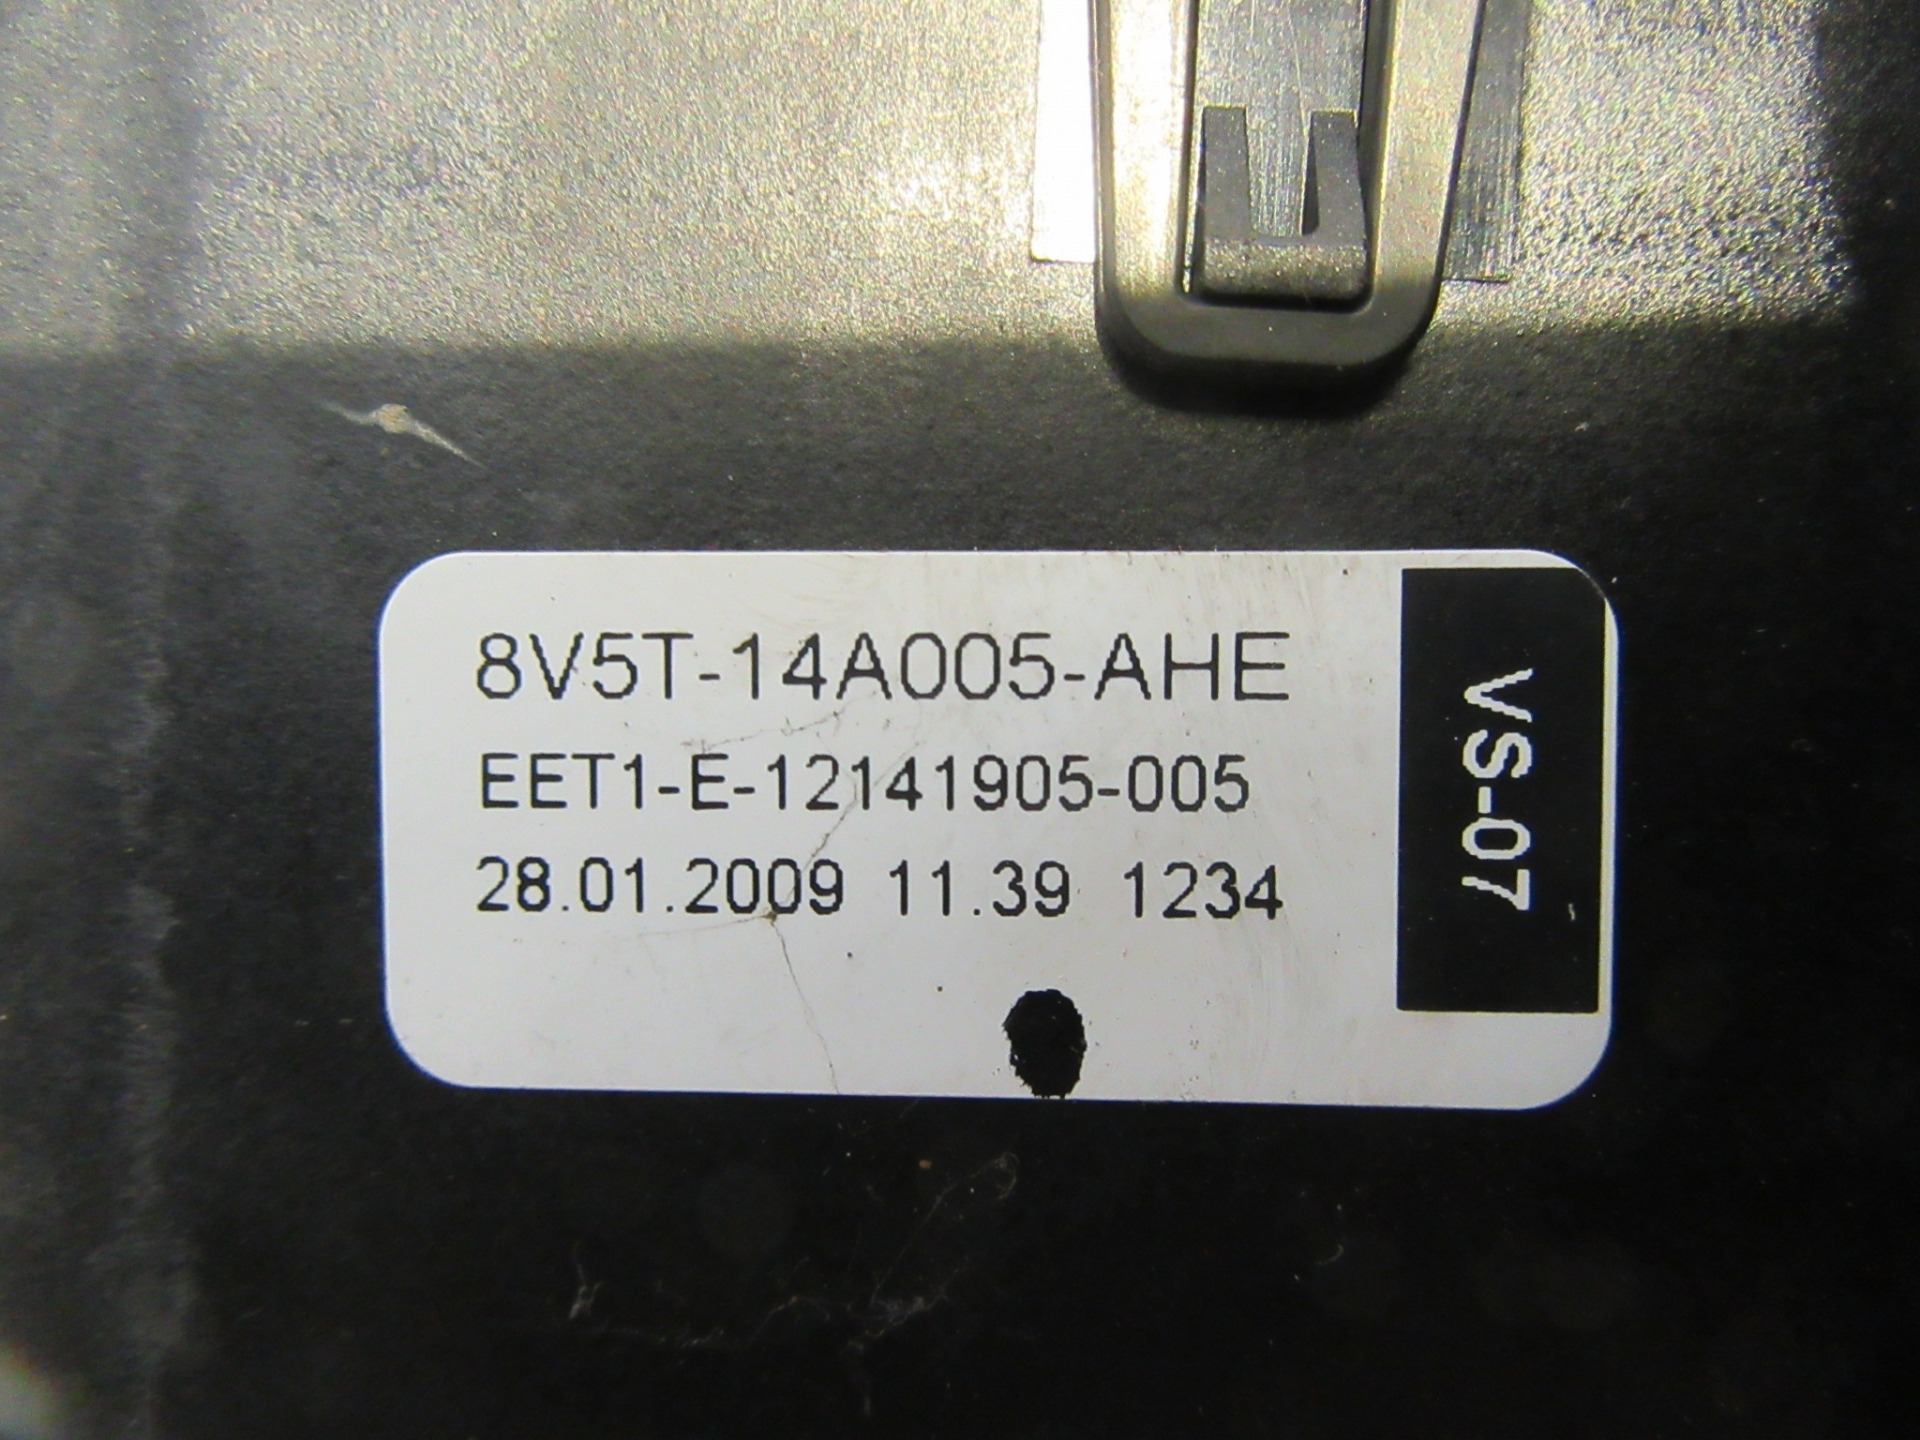 8V5T-14A005-AHE
EET1-E-12141905-005
28.01.2009 11.39 1234
VS-07